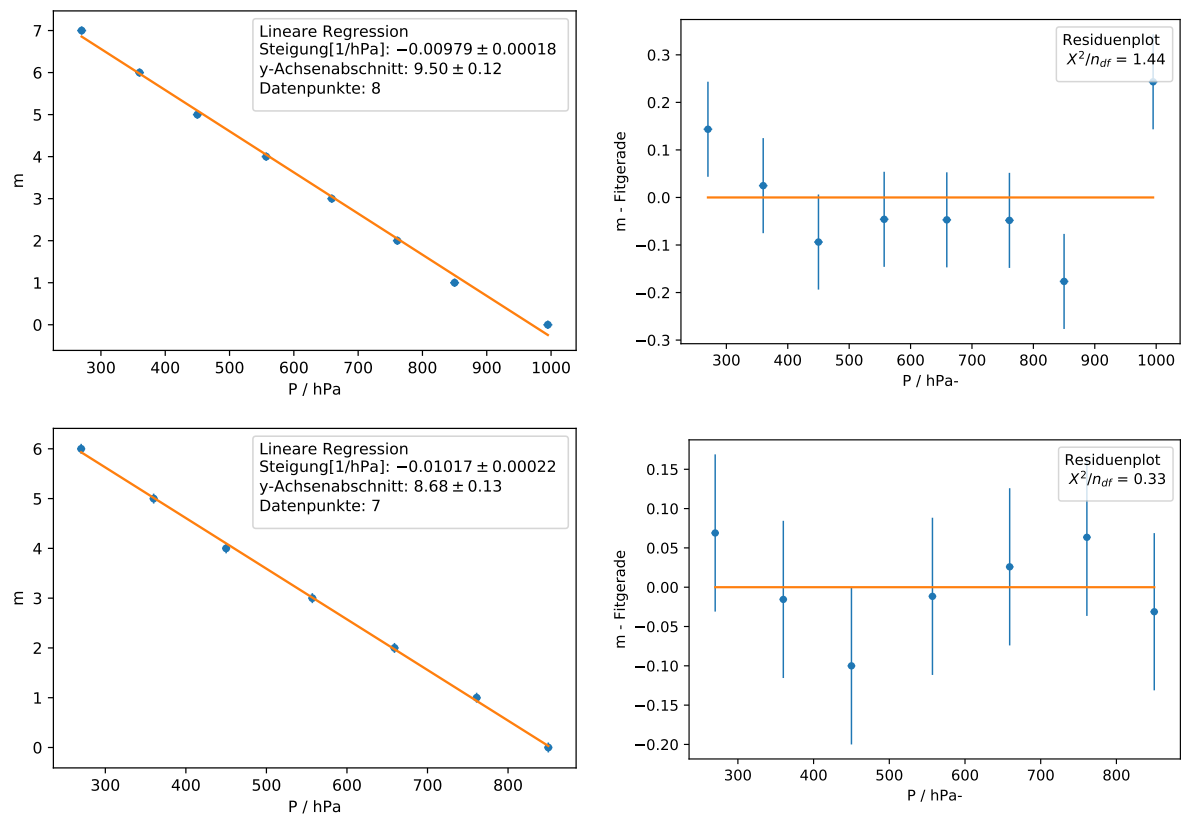 7
6
5
4
3
2
1
0
m
Lineare Regression
Steigung[1/hPa]: −0.00979 ± 0.00018
y-Achsenabschnitt: 9.50 ± 0.12
Datenpunkte: 8
300 400 500 600 700 800 900 1000
P / hPa
0.3
0.2
0.1
0.0
−0.1
−0.2
−0.3
m - Fitgerade
Residuenplot
X²/n_df = 1.44
300 400 500 600 700 800 900 1000
P / hPa-
6
5
4
3
2
1
0
m
Lineare Regression
Steigung[1/hPa]: −0.01017 ± 0.00022
y-Achsenabschnitt: 8.68 ± 0.13
Datenpunkte: 7
300 400 500 600 700 800
P / hPa
0.15
0.10
0.05
0.00
−0.05
−0.10
−0.15
−0.20
m - Fitgerade
Residuenplot
X²/n_df = 0.33
300 400 500 600 700 800
P / hPa-